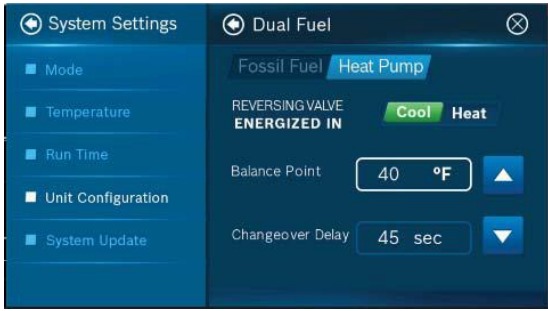 System Settings
Mode
Temperature
Run Time
Unit Configuration
System Update
Dual Fuel
Fossil Fuel Heat Pump
REVERSING VALVE
ENERGIZED IN
Cool Heat
Balance Point 40 ºF
Changeover Delay 45 sec